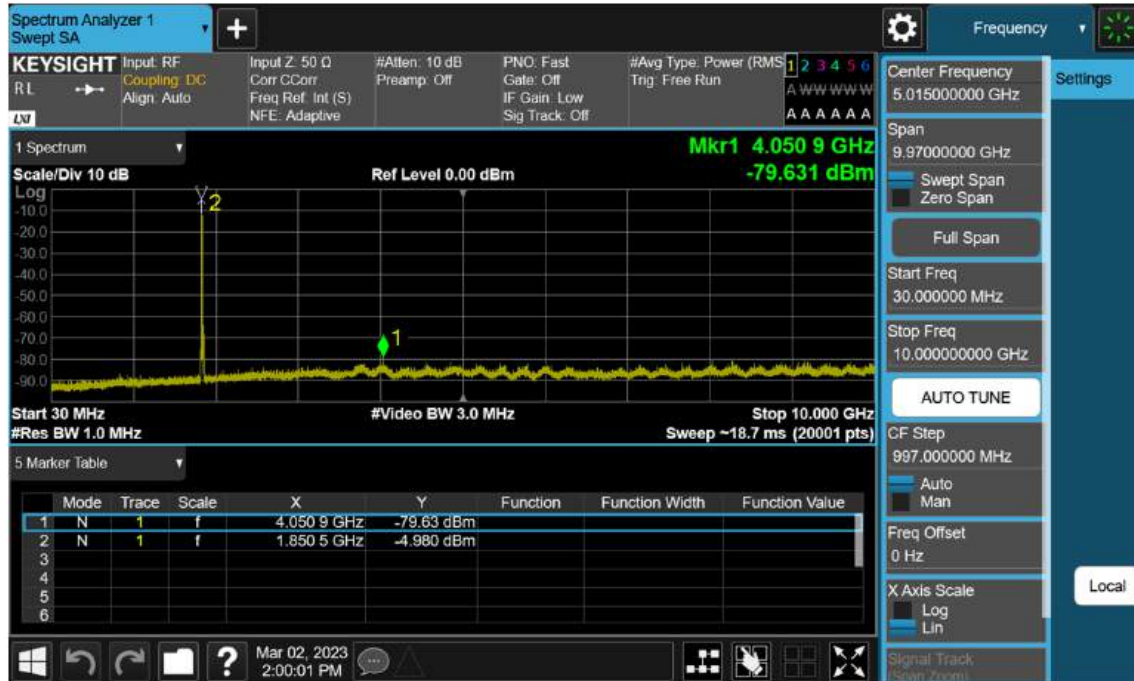 Spectrum Analyzer 1
Swept SA
Frequency
KEYSIGHT
RL
LXI
Input: RF
Coupling: DC
Align: Auto
Input Z: 50 Ω
Corr CCorr
Freq Ref: Int (S)
NFE: Adaptive
#Atten: 10 dB
Preamp: Off
PNO: Fast
Gate: Off
IF Gain: Low
Sig Track: Off
#Avg Type: Power (RMS
Trig: Free Run
1 2 3 4 5 6
A W W W W W
A A A A A A
1 Spectrum
Scale/Div 10 dB
Ref Level 0.00 dBm
Mkr1 4.050 9 GHz
-79.631 dBm
Log
-10.0
-20.0
-30.0
-40.0
-50.0
-60.0
-70.0
-80.0
-90.0
2
1
Start 30 MHz
#Video BW 3.0 MHz
Stop 10.000 GHz
#Res BW 1.0 MHz
Sweep ~18.7 ms (20001 pts)
5 Marker Table
Mode Trace Scale X Y Function Function Width Function Value
1 N 1 f 4.050 9 GHz -79.63 dBm
2 N 1 f 1.850 5 GHz -4.980 dBm
3
4
5
6
Mar 02, 2023
2:00:01 PM
Center Frequency
5.015000000 GHz
Settings
Span
9.97000000 GHz
Swept Span
Zero Span
Full Span
Start Freq
30.000000 MHz
Stop Freq
10.000000000 GHz
AUTO TUNE
CF Step
997.000000 MHz
Auto
Man
Freq Offset
0 Hz
X Axis Scale
Log
Lin
Local
Signal Track
(Span Zoom)